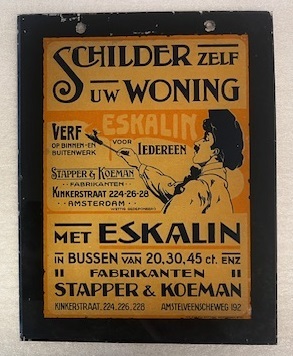 SCHILDER ZELF
UW WONING
ESKALIN
VERF
OP BINNEN-EN
BUITENWERK
VOOR
IEDEREEN
STAPPER & KOEMAN
FABRIKANTEN
KINKERSTRAAT 224-26-28
AMSTERDAM
WETTIG GEDEPONEERD
MET ESKALIN
IN BUSSEN VAN 20, 30, 45 ct. ENZ
FABRIKANTEN
STAPPER & KOEMAN
KINKERSTRAAT, 224, 226, 228 AMSTELVEENSCHEWEG 192